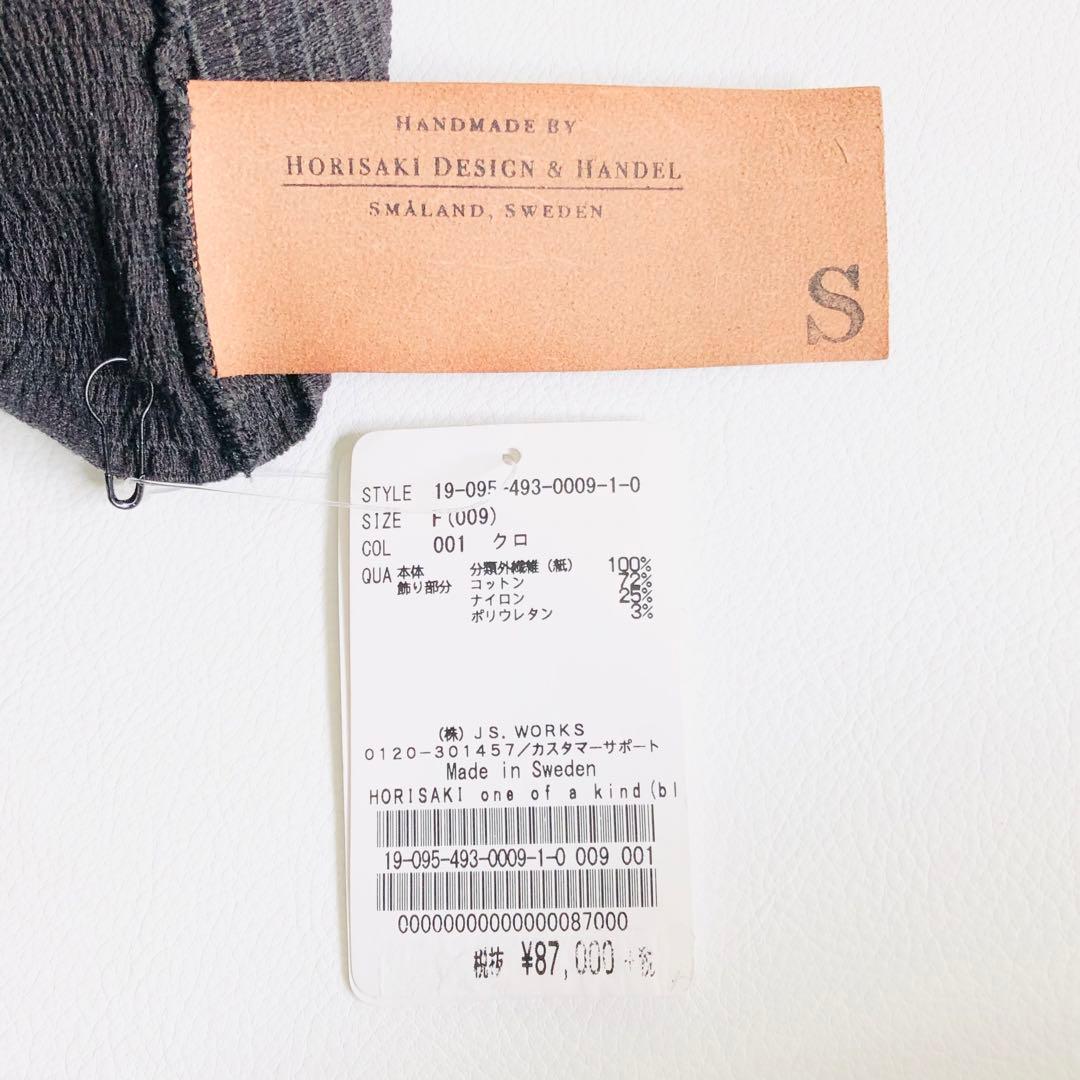 HANDMADE BY
HORISAKI DESIGN & HANDEL
SMÅLAND, SWEDEN
S
STYLE 19-095-493-0009-1-0
SIZE F(009)
COL 001 クロ
QUA 本体 分類外繊維（紙） 100%
飾り部分 コットン 72%
ナイロン 25%
ポリウレタン 3%
（株）ＪＳ．ＷＯＲＫＳ
０１２０－３０１４５７／カスタマーサポート
Made in Sweden
HORISAKI one of a kind(bl
19-095-493-0009-1-0 009 001
00000000000000087000
税抜 ¥87,000 +税